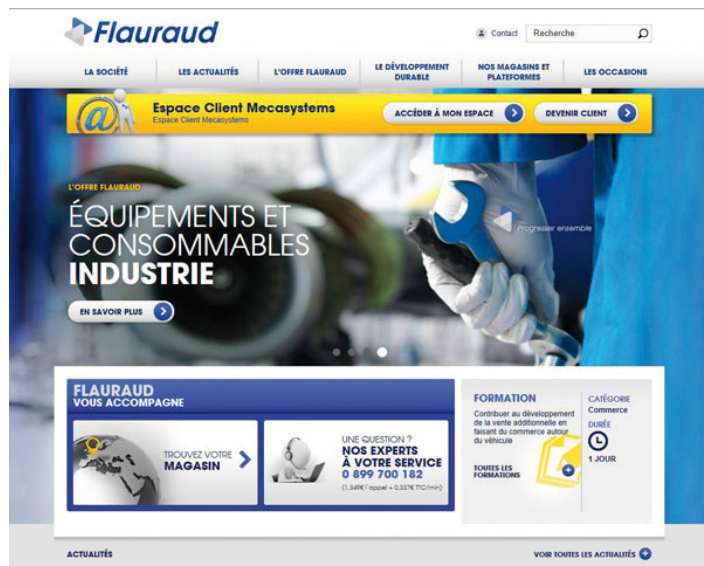 Flauraud
Contact
Recherche
LA SOCIÉTÉ
LES ACTUALITÉS
L'OFFRE FLAURAUD
LE DÉVELOPPEMENT
DURABLE
NOS MAGASINS ET
PLATEFORMES
LES OCCASIONS
@
Espace Client Mecasystems
Espace Client Mecasystems
ACCÉDER À MON ESPACE
DEVENIR CLIENT
L'OFFRE FLAURAUD
ÉQUIPEMENTS ET
CONSOMMABLES
INDUSTRIE
Progresser ensemble
EN SAVOIR PLUS
FLAURAUD
VOUS ACCOMPAGNE
TROUVEZ VOTRE
MAGASIN
UNE QUESTION ?
NOS EXPERTS
À VOTRE SERVICE
0 899 700 182
(1,349€ / appel + 0,337€ TTC/min)
FORMATION
Contribuer au développement
de la vente additionnelle en
faisant du commerce autour
du véhicule
TOUTES LES
FORMATIONS
CATÉGORIE
Commerce
DURÉE
1 JOUR
ACTUALITÉS
VOIR TOUTES LES ACTUALITÉS